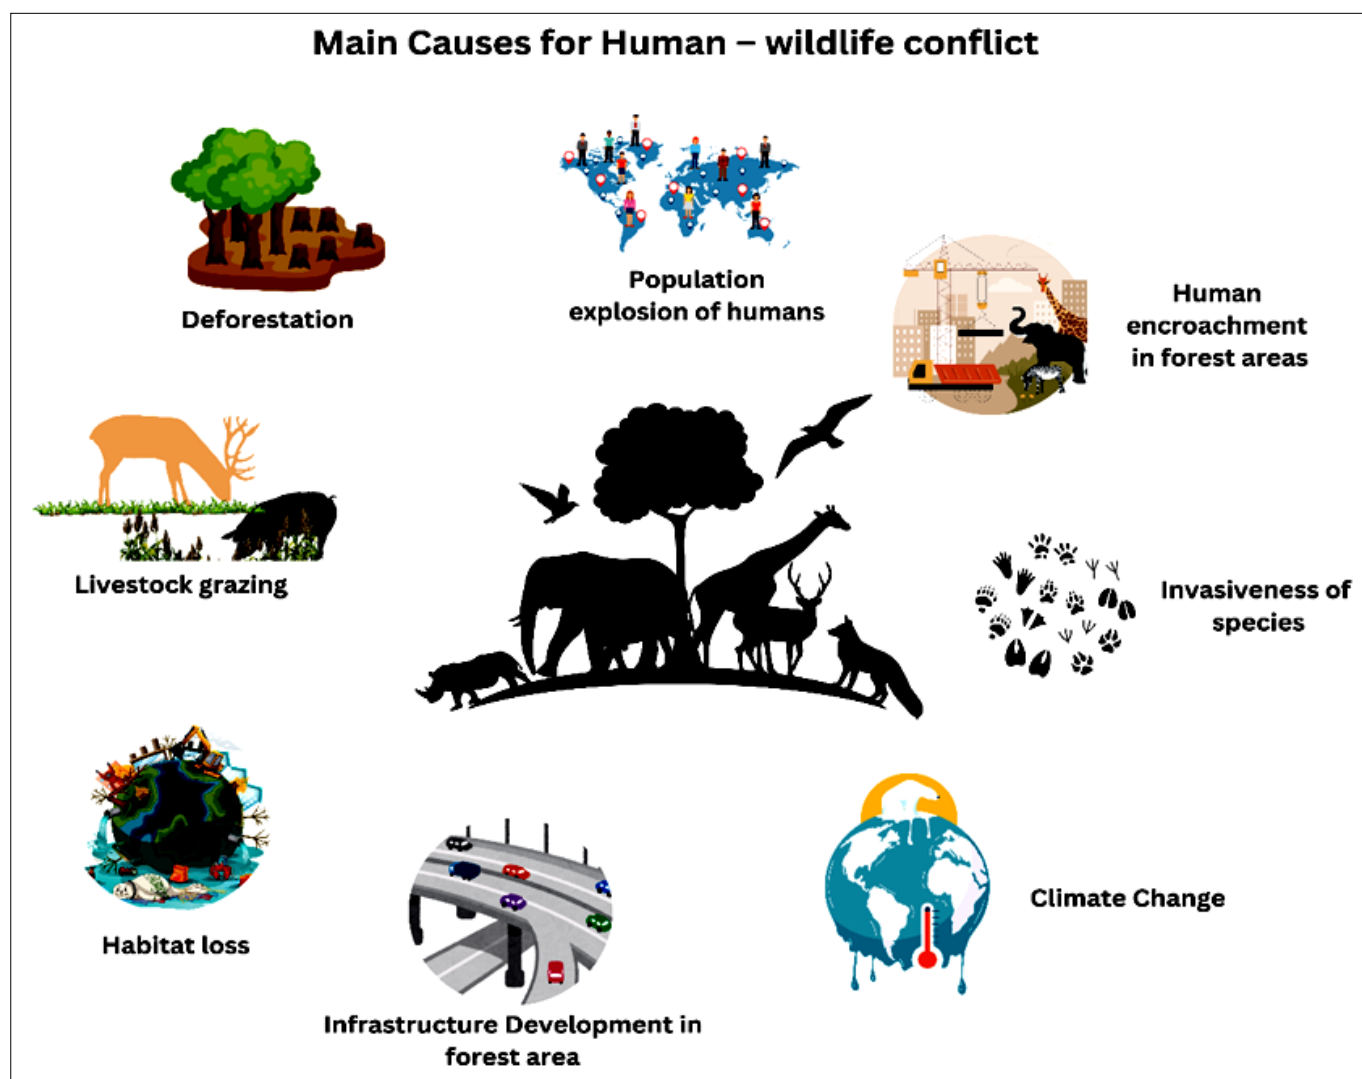 Main Causes for Human – wildlife conflict
Deforestation
Population
explosion of humans
Human
encroachment
in forest areas
Livestock grazing
Invasiveness of
species
Habitat loss
Climate Change
Infrastructure Development in
forest area